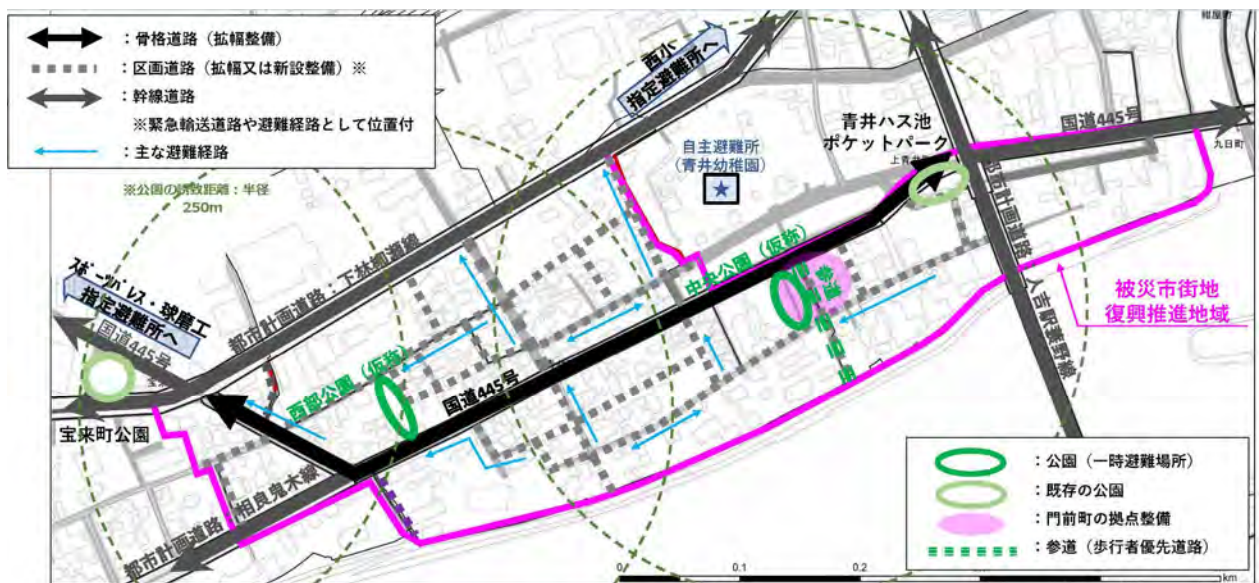 ：骨格道路（拡幅整備）
：区画道路（拡幅又は新設整備）※
：幹線道路
※緊急輸送道路や避難経路として位置付
：主な避難経路
※公園の誘致距離：半径
250m
西小
指定避難所へ
紺屋町
国道445号
九日町
青井ハス池
ポケットパーク
上青井
自主避難所
（青井幼稚園）
都市計画道路：下林柳瀬線
都市計画道路
人吉駅蓑野線
中央公園（仮称）
参道
被災市街地
復興推進地域
スポーツパレス・球磨工
指定避難所へ
国道445号
宝来町公園
西部公園（仮称）
国道445号
都市計画道路：相良鬼木線
：公園（一時避難場所）
：既存の公園
：門前町の拠点整備
：参道（歩行者優先道路）
0.1
0.2
km